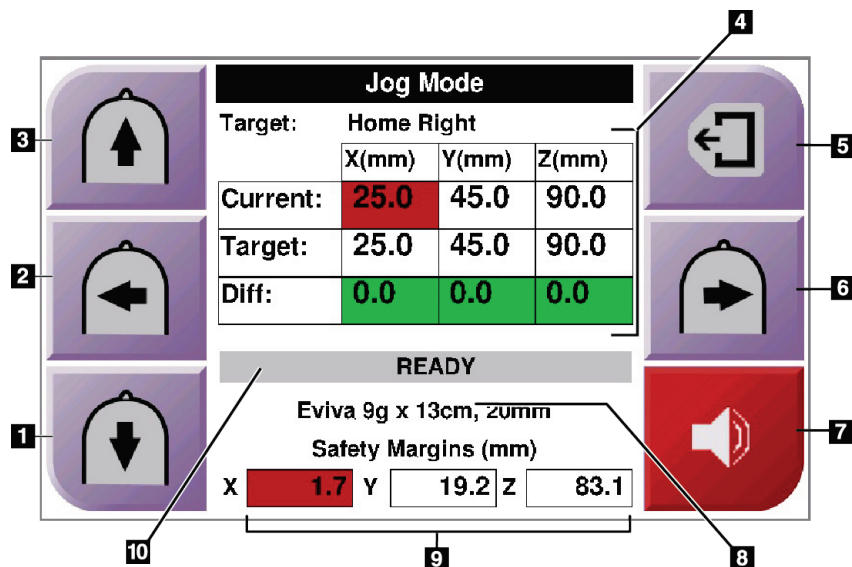 4
Jog Mode
Target: Home Right
3
5
X(mm) Y(mm) Z(mm)
Current: 25.0 45.0 90.0
Target: 25.0 45.0 90.0
2
6
Diff: 0.0 0.0 0.0
READY
Eviva 9g x 13cm, 20mm
1
7
Safety Margins (mm)
X 1.7 Y 19.2 Z 83.1
10
9
8